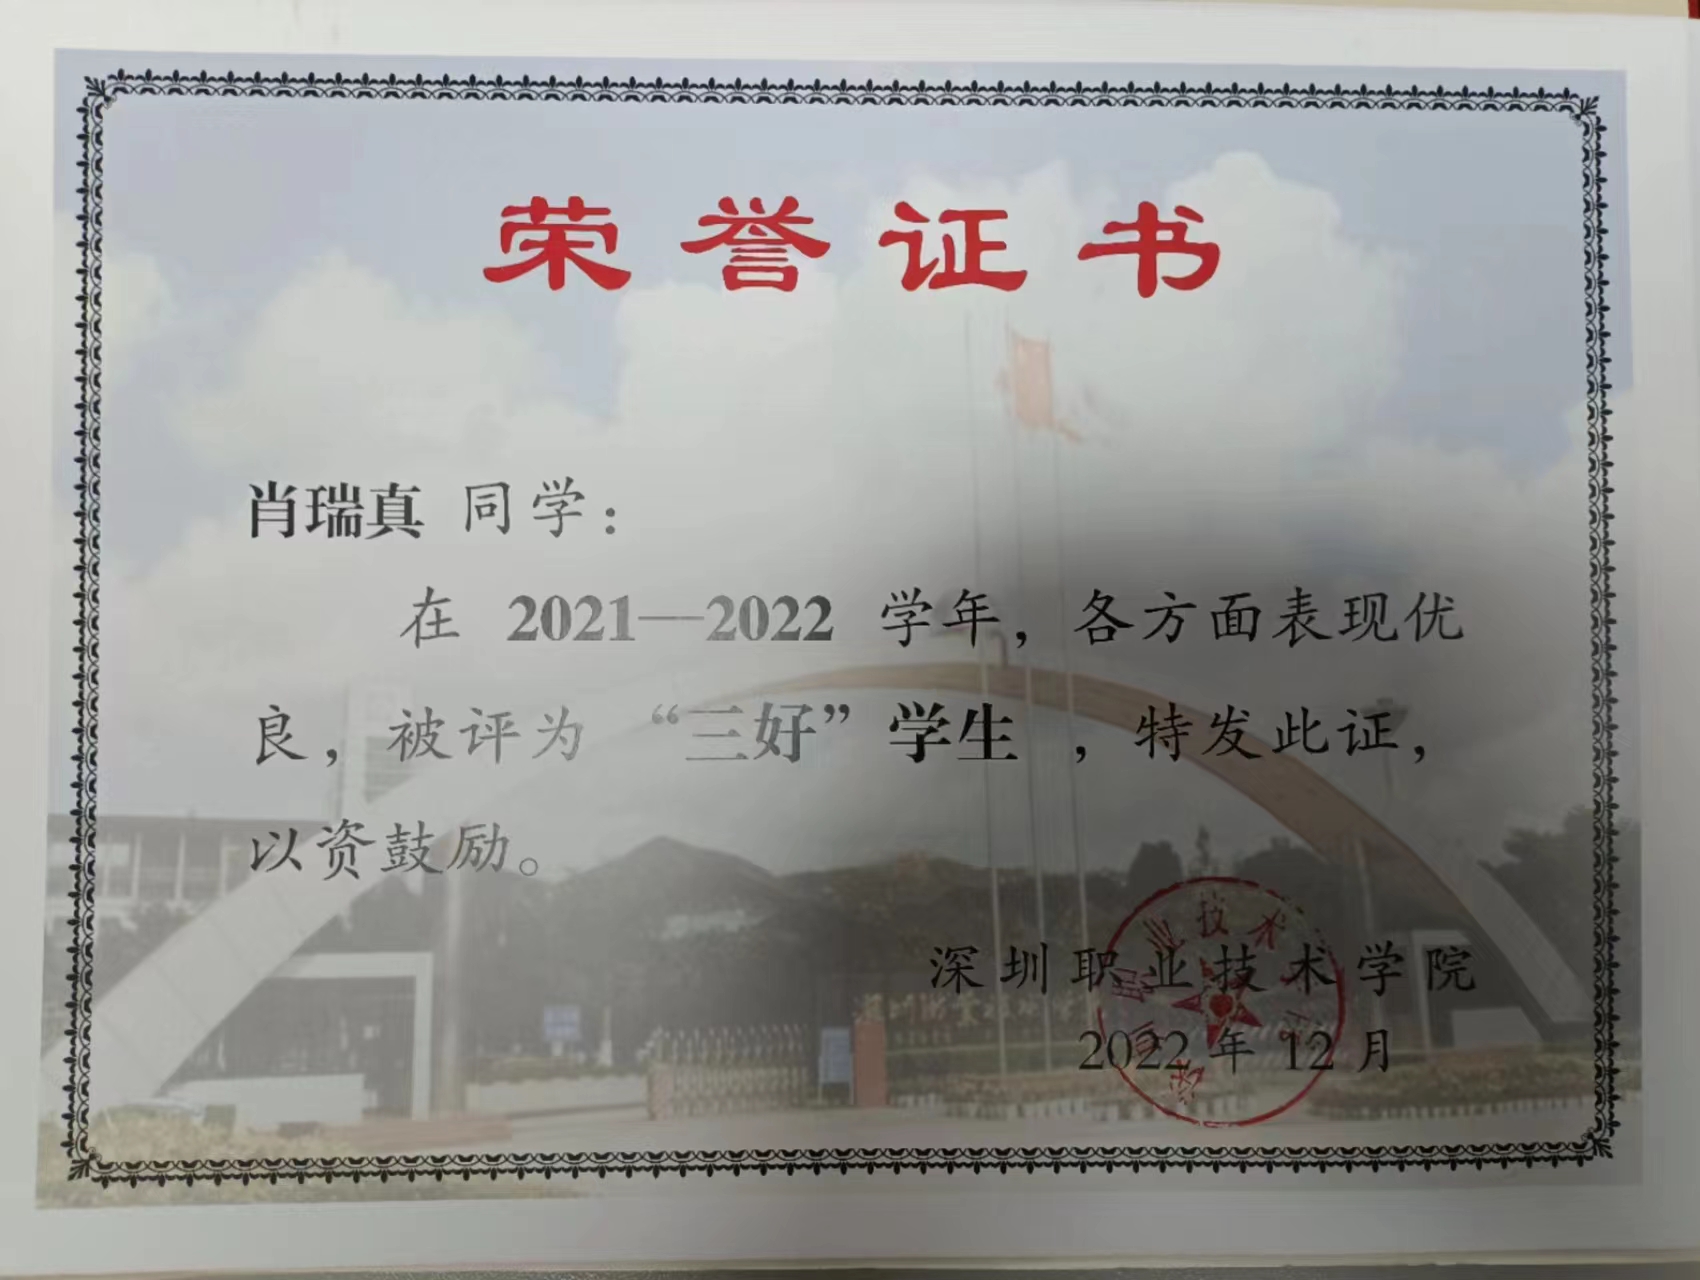 荣誉证书
肖瑞真 同学：
在 2021—2022 学年，各方面表现优
良，被评为 “三好”学生 ，特发此证，
以资鼓励。
深圳职业技术学院
2022 年 12 月